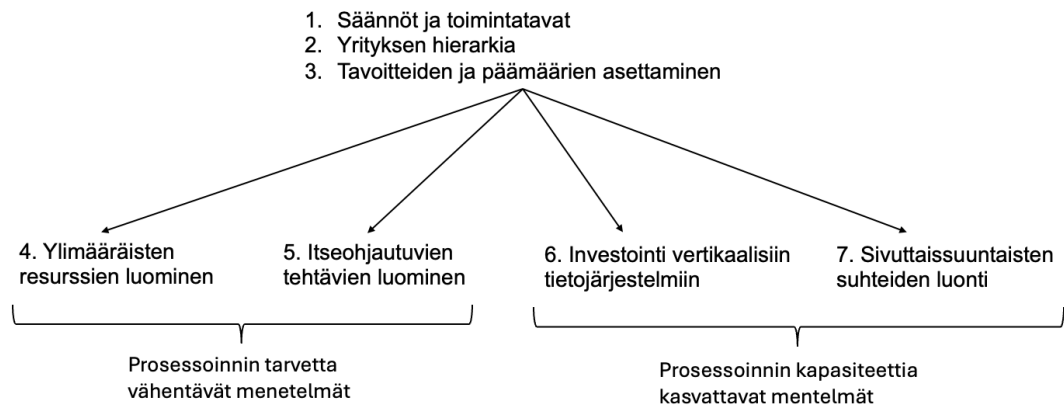 1. Säännöt ja toimintatavat
2. Yrityksen hierarkia
3. Tavoitteiden ja päämäärien asettaminen
4. Ylimääräisten
resurssien luominen
5. Itseohjautuvien
tehtävien luominen
6. Investointi vertikaalisiin
tietojärjestelmiin
7. Sivuttaissuuntaisten
suhteiden luonti
Prosessoinnin tarvetta
vähentävät menetelmät
Prosessoinnin kapasiteettia
kasvattavat mentelmät